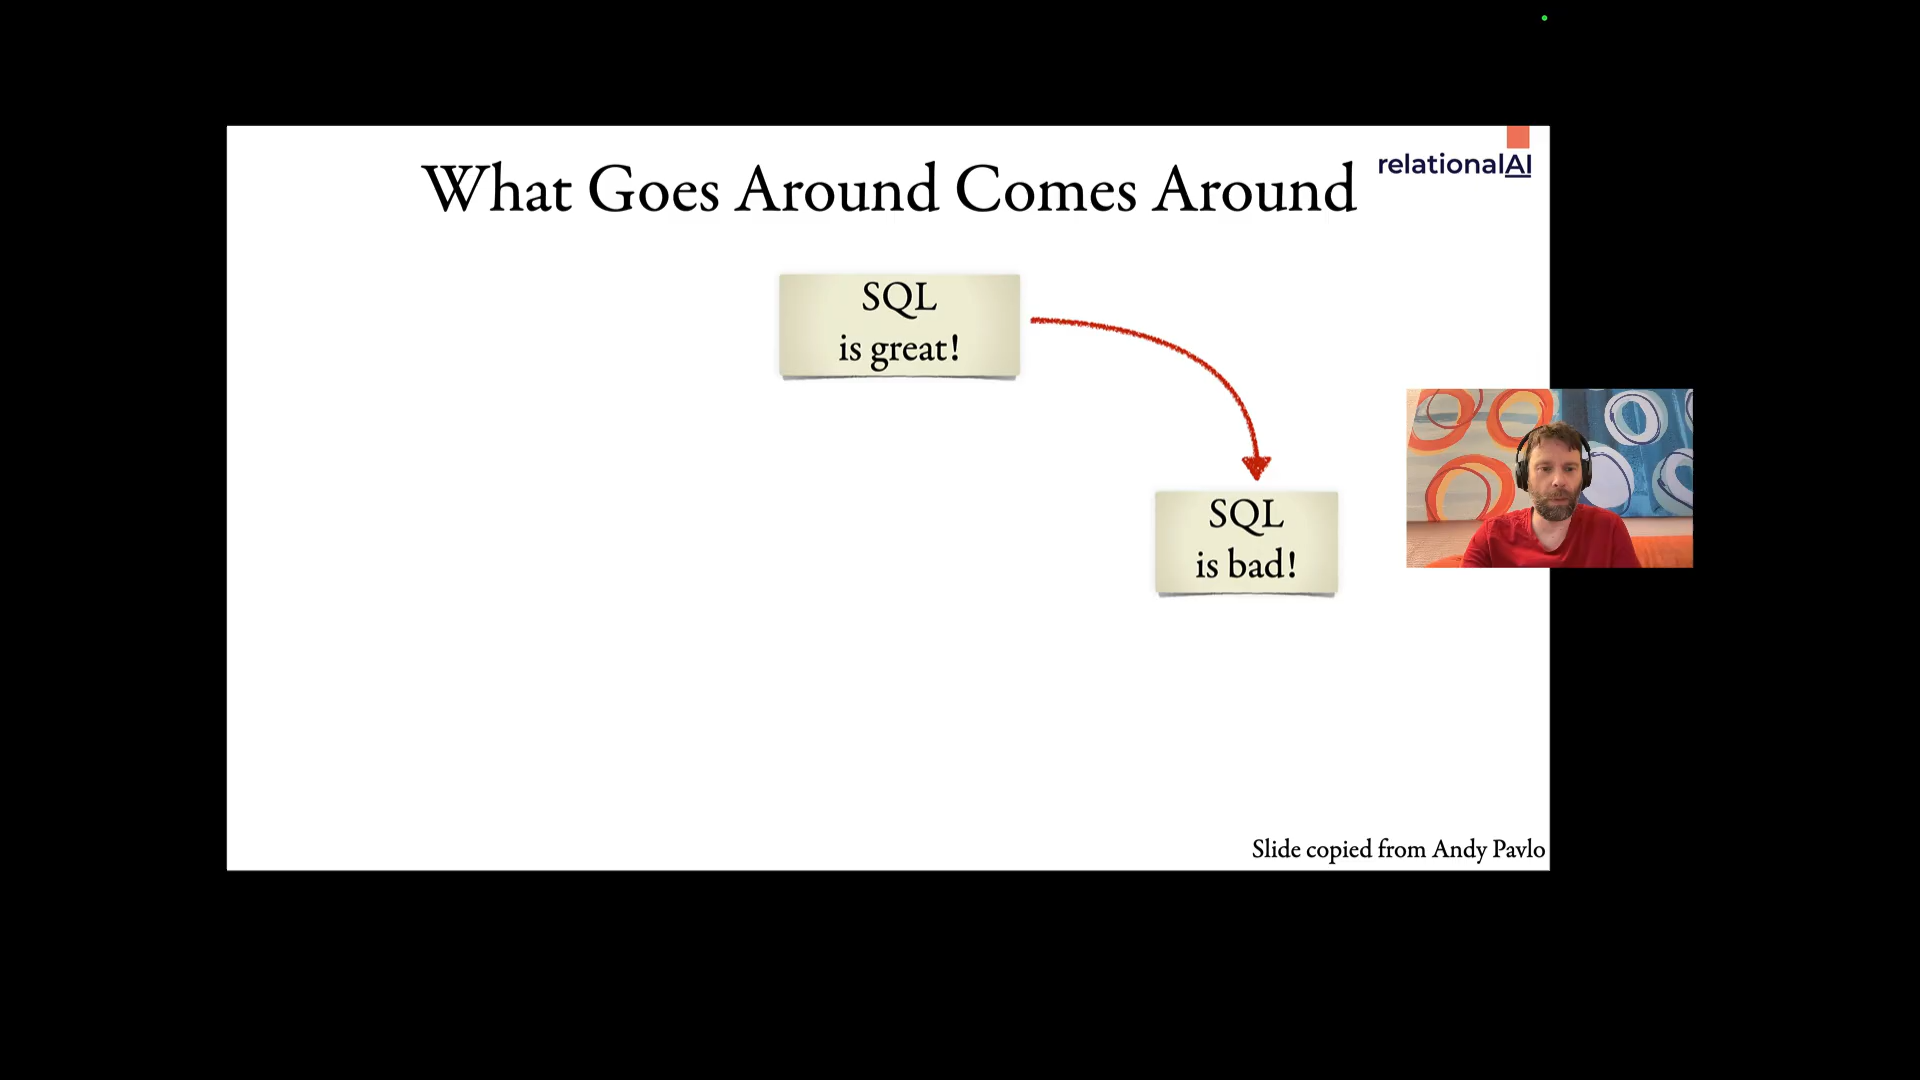 What Goes Around Comes Around
relationalAI
SQL
is great!
SQL
is bad!
Slide copied from Andy Pavlo